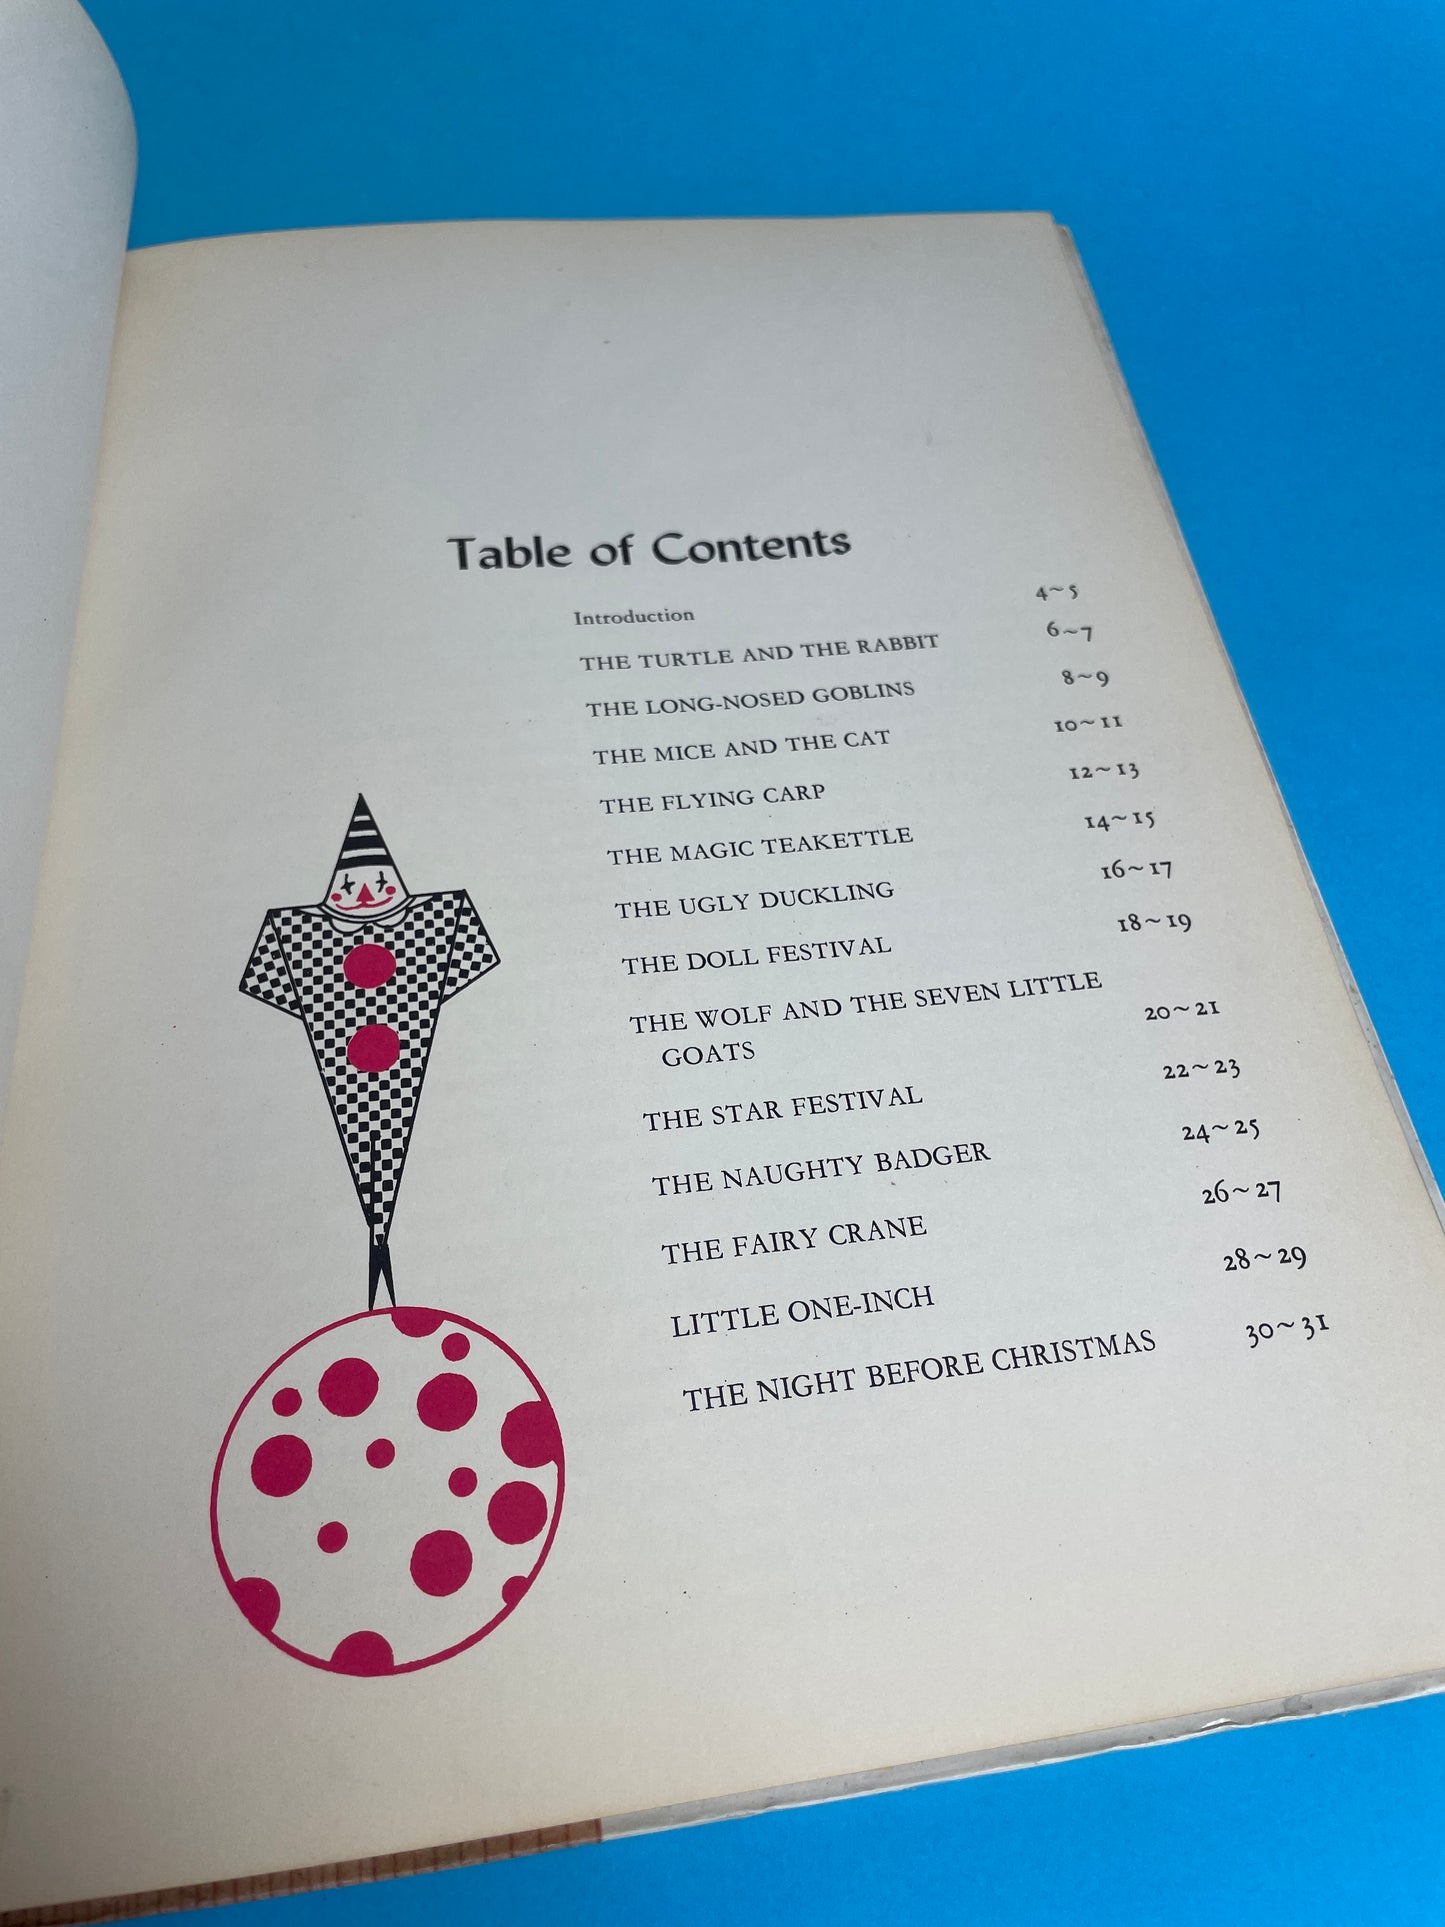 Table of Contents
Introduction 4~5
THE TURTLE AND THE RABBIT 6~7
THE LONG-NOSED GOBLINS 8~9
THE MICE AND THE CAT 10~11
THE FLYING CARP 12~13
THE MAGIC TEAKETTLE 14~15
THE UGLY DUCKLING 16~17
THE DOLL FESTIVAL 18~19
THE WOLF AND THE SEVEN LITTLE
GOATS 20~21
THE STAR FESTIVAL 22~23
THE NAUGHTY BADGER 24~25
THE FAIRY CRANE 26~27
LITTLE ONE-INCH 28~29
THE NIGHT BEFORE CHRISTMAS 30~31